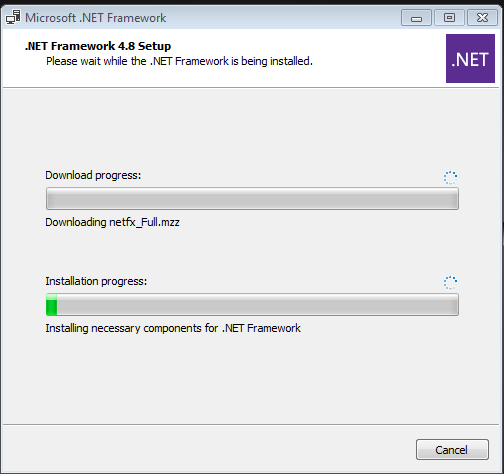 Microsoft .NET Framework
.NET Framework 4.8 Setup
Please wait while the .NET Framework is being installed.
.NET
Download progress:
Downloading netfx_Full.mzz
Installation progress:
Installing necessary components for .NET Framework
Cancel